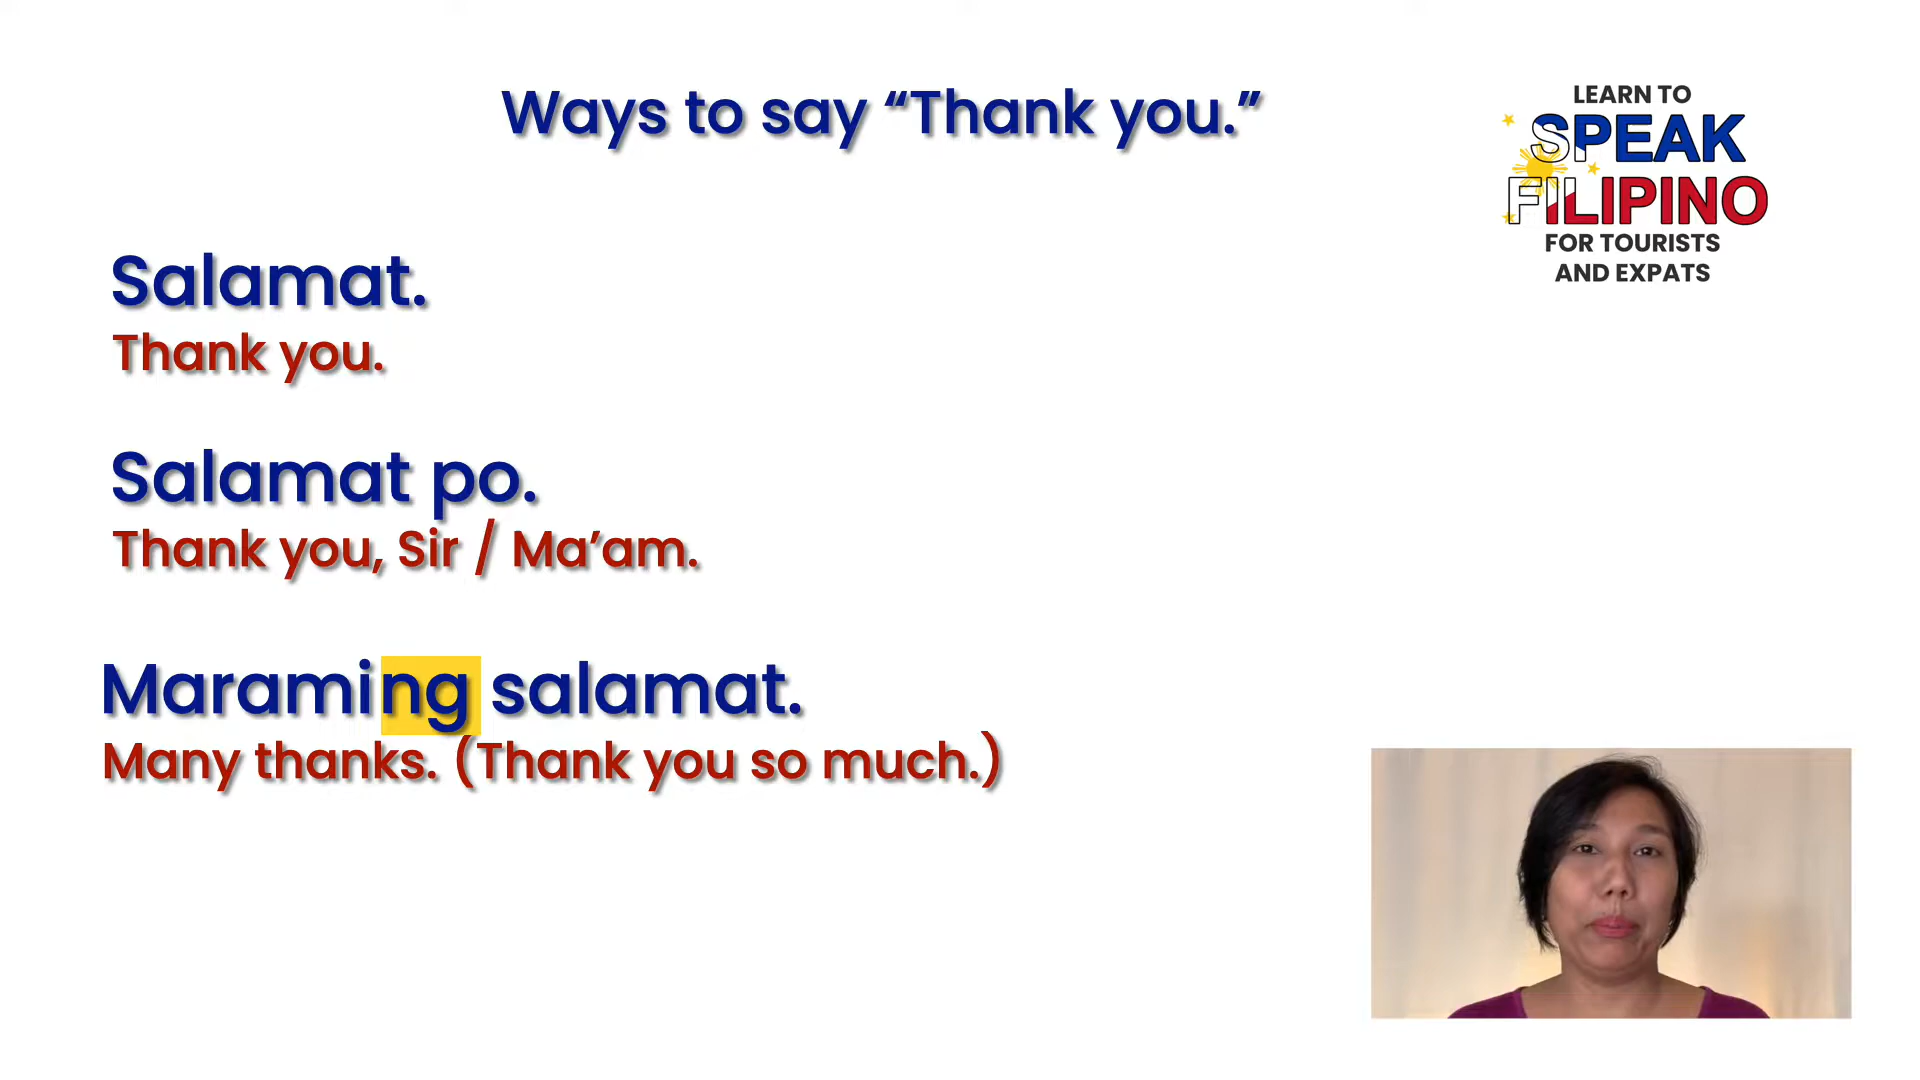 Ways to say “Thank you.”
LEARN TO
SPEAK
FILIPINO
FOR TOURISTS
AND EXPATS
Salamat.
Thank you.
Salamat po.
Thank you, Sir / Ma’am.
Maraming salamat.
Many thanks. (Thank you so much.)